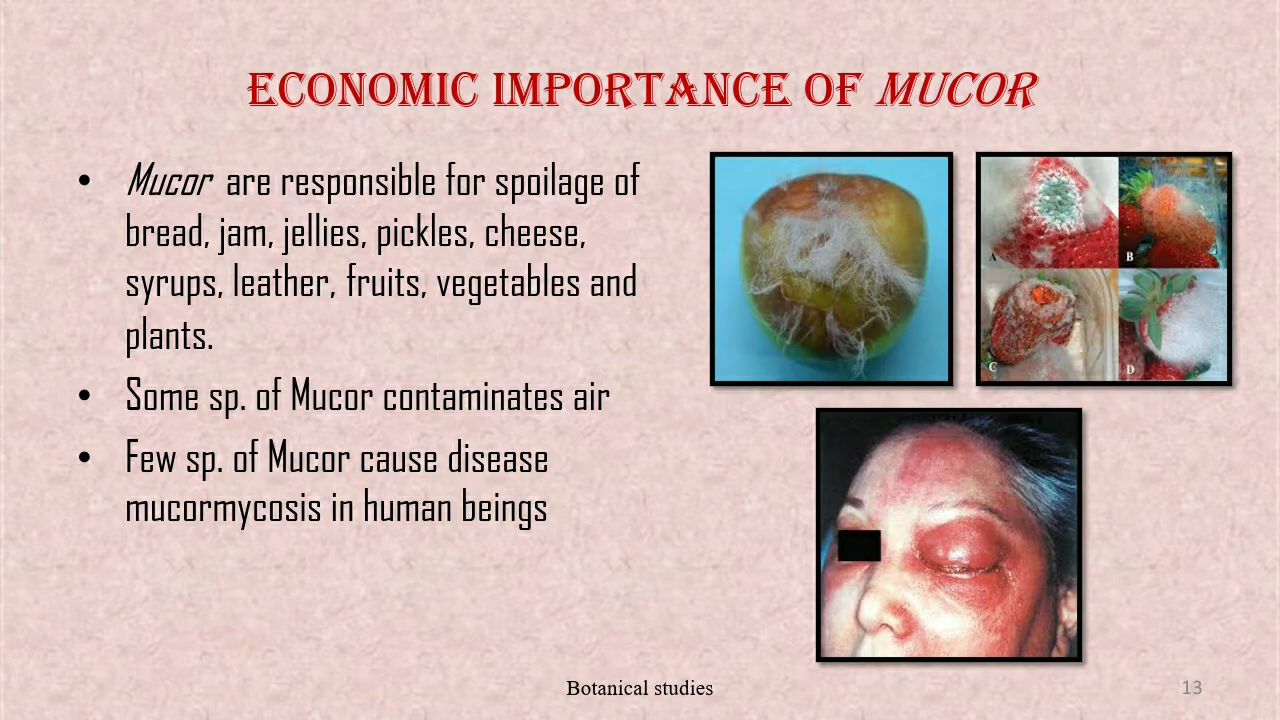 ECONOMIC IMPORTANCE OF MUCOR
• Mucor are responsible for spoilage of
bread, jam, jellies, pickles, cheese,
syrups, leather, fruits, vegetables and
plants.
• Some sp. of Mucor contaminates air
• Few sp. of Mucor cause disease
mucormycosis in human beings
A
B
C
D
Botanical studies
13